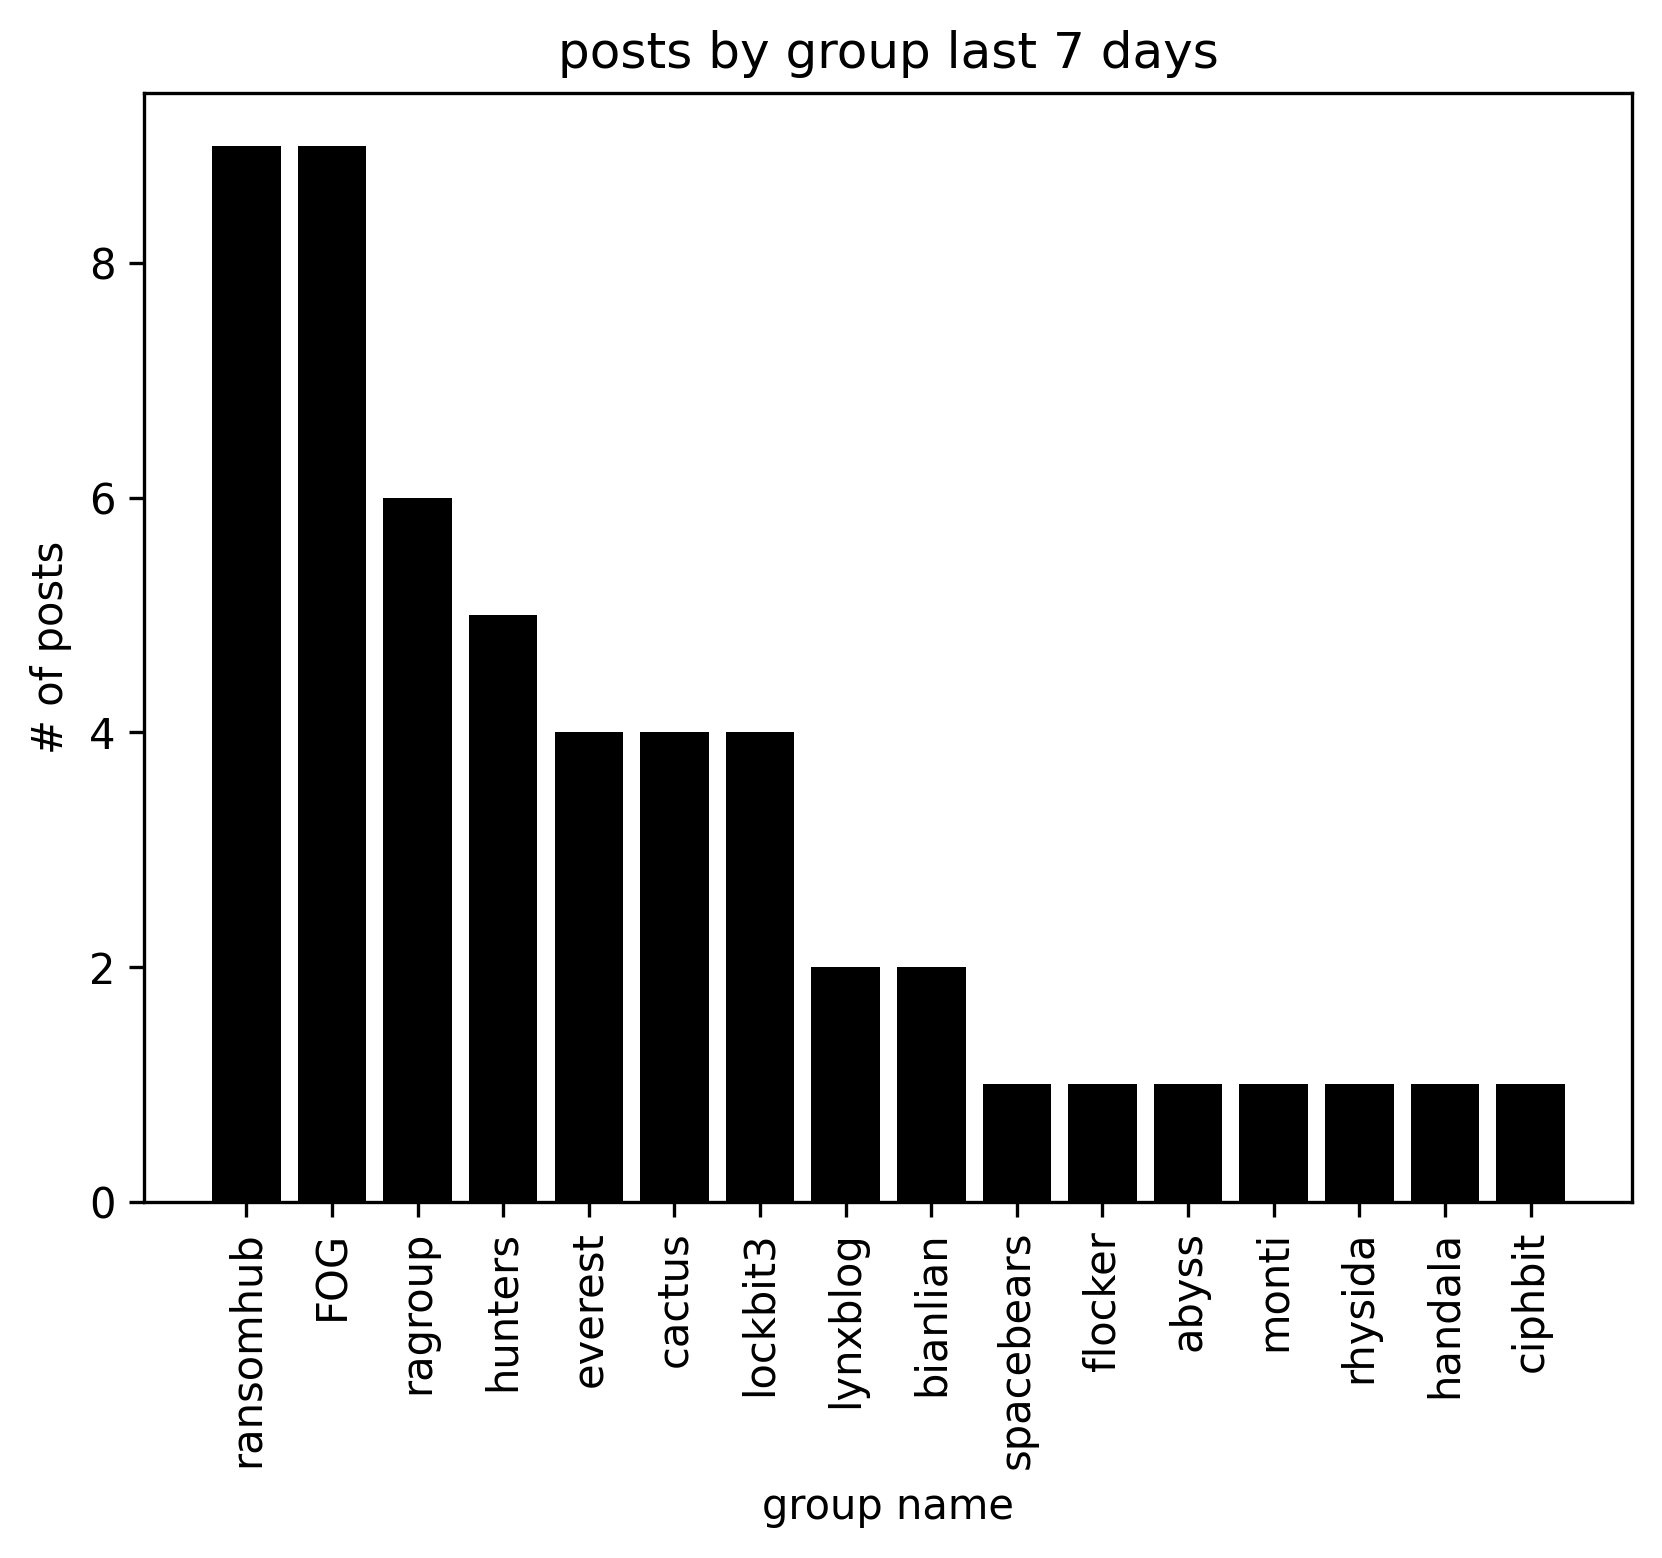 posts by group last 7 days
# of posts
8
6
4
2
0
ransomhub
FOG
ragroup
hunters
everest
cactus
lockbit3
lynxblog
bianlian
spacebears
flocker
abyss
monti
rhysida
handala
ciphbit
group name